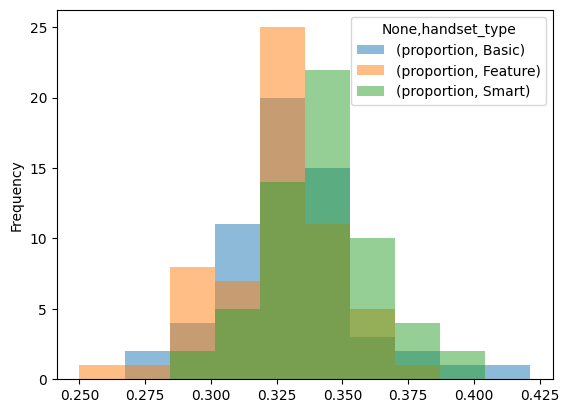 None,handset_type
(proportion, Basic)
(proportion, Feature)
(proportion, Smart)
Frequency
25
20
15
10
5
0
0.250 0.275 0.300 0.325 0.350 0.375 0.400 0.425